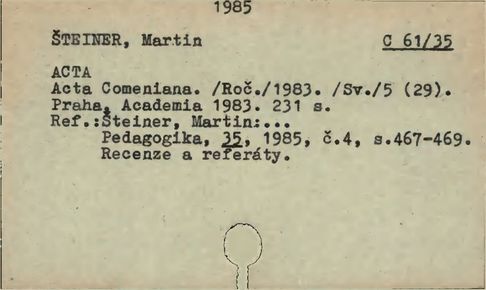 1985
ŠTEINER, Martin C 61/35
ACTA
Acta Comeniana. /Roč./1983. /Sv./5 (29).
Praha, Academia 1983. 231 s.
Ref.:Šteiner, Martin:...
Pedagogika, 35, 1985, č.4, s.467-469.
Recenze a referáty.